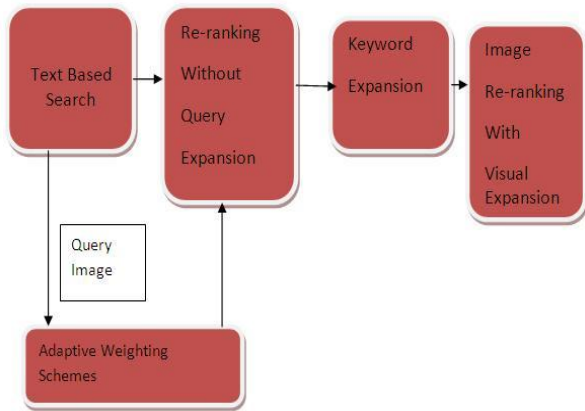 Text Based
Search
Re-ranking
Without
Query
Expansion
Keyword
Expansion
Image
Re-ranking
With
Visual
Expansion
Query
Image
Adaptive Weighting
Schemes